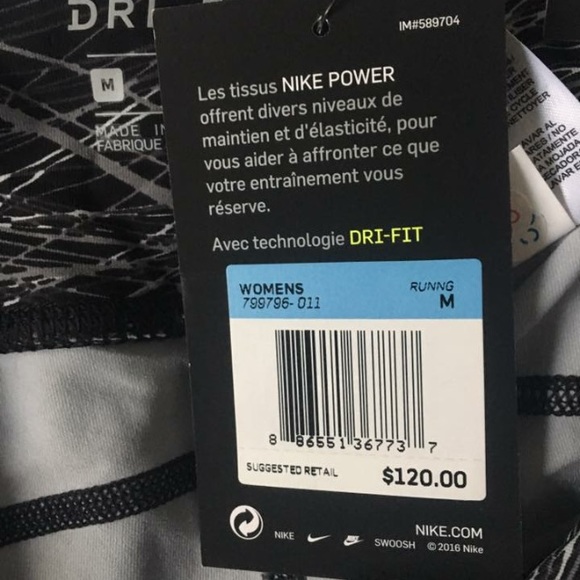 DRI
M
MADE IN
FABRIQUE
IM#589704
Les tissus NIKE POWER
offrent divers niveaux de
maintien et d'élasticité, pour
vous aider à affronter ce que
votre entraînement vous
réserve.
Avec technologie DRI-FIT
WOMENS RUNNG
799796-011 M
8 86551 36773 7
SUGGESTED RETAIL $120.00
NIKE SWOOSH
NIKE.COM
© 2016 Nike